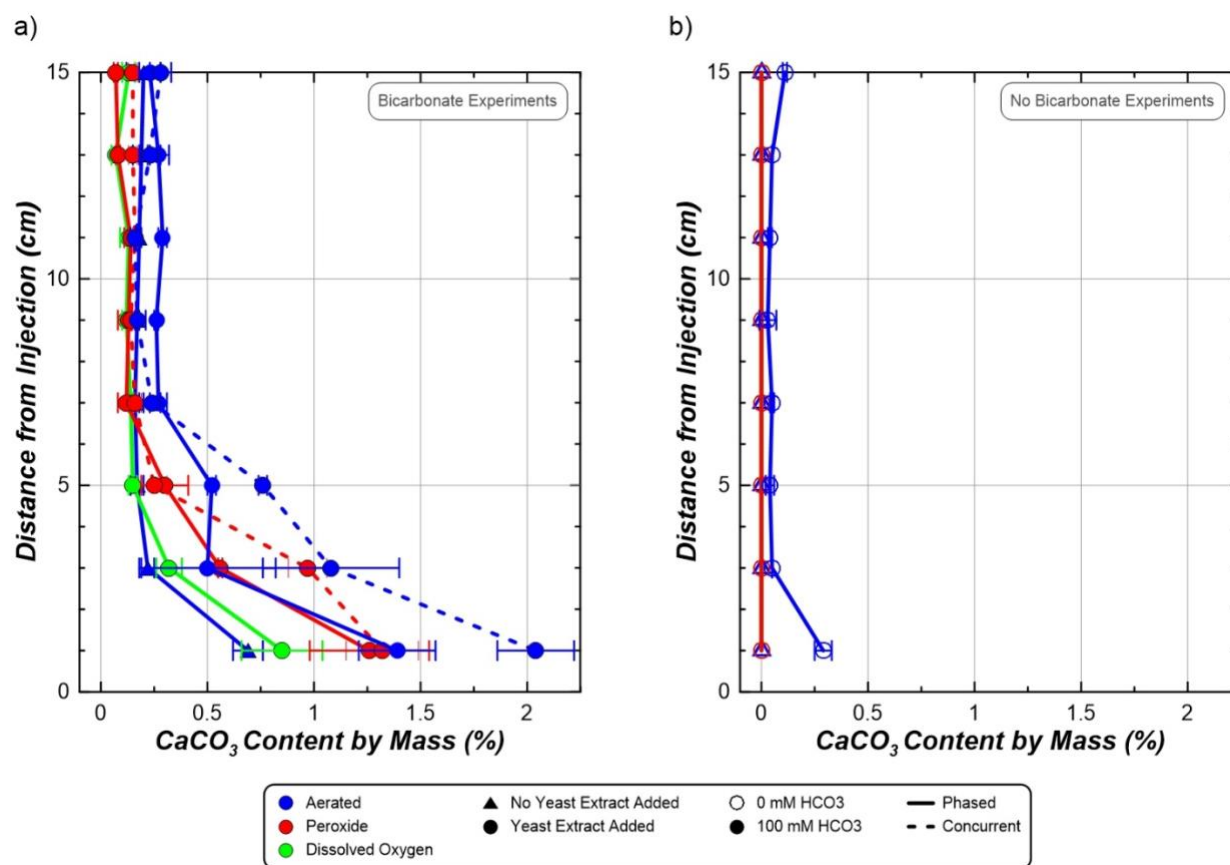 a)
b)
15
10
5
0
Distance from Injection (cm)
Bicarbonate Experiments
0 0.5 1 1.5 2
CaCO₃ Content by Mass (%)
15
10
5
0
Distance from Injection (cm)
No Bicarbonate Experiments
0 0.5 1 1.5 2
CaCO₃ Content by Mass (%)
Aerated No Yeast Extract Added 0 mM HCO3 Phased
Peroxide Yeast Extract Added 100 mM HCO3 Concurrent
Dissolved Oxygen